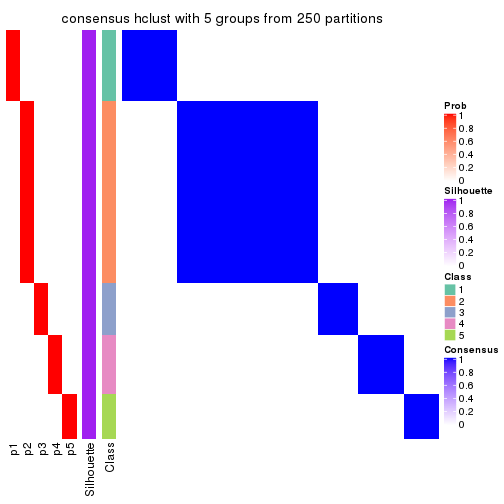 consensus hclust with 5 groups from 250 partitions
Prob
1
0.8
0.6
0.4
0.2
0
Silhouette
1
0.8
0.6
0.4
0.2
0
Class
1
2
3
4
5
Consensus
1
0.8
0.6
0.4
0.2
0
p1
p2
p3
p4
p5
Silhouette
Class